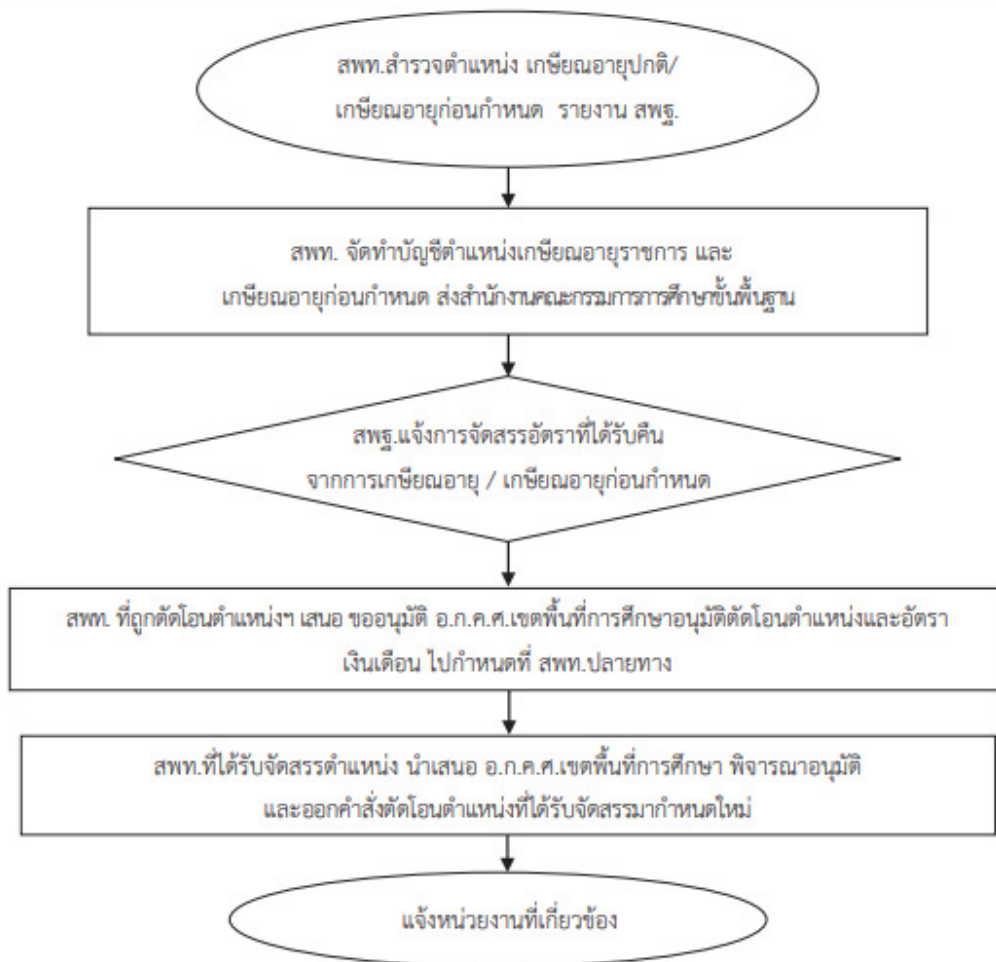 สพท.สำรวจตำแหน่ง เกษียณอายุปกติ/
เกษียณอายุก่อนกำหนด รายงาน สพฐ.
สพท. จัดทำบัญชีตำแหน่งเกษียณอายุราชการ และ
เกษียณอายุก่อนกำหนด ส่งสำนักงานคณะกรรมการการศึกษาขั้นพื้นฐาน
สพฐ.แจ้งการจัดสรรอัตราที่ได้รับคืน
จากการเกษียณอายุ / เกษียณอายุก่อนกำหนด
สพท. ที่ถูกตัดโอนตำแหน่งฯ เสนอ ขออนุมัติ อ.ก.ค.ศ.เขตพื้นที่การศึกษาอนุมัติตัดโอนตำแหน่งและอัตรา
เงินเดือน ไปกำหนดที่ สพท.ปลายทาง
สพท.ที่ได้รับจัดสรรตำแหน่ง นำเสนอ อ.ก.ค.ศ.เขตพื้นที่การศึกษา พิจารณาอนุมัติ
และออกคำสั่งตัดโอนตำแหน่งที่ได้รับจัดสรรมากำหนดใหม่
แจ้งหน่วยงานที่เกี่ยวข้อง